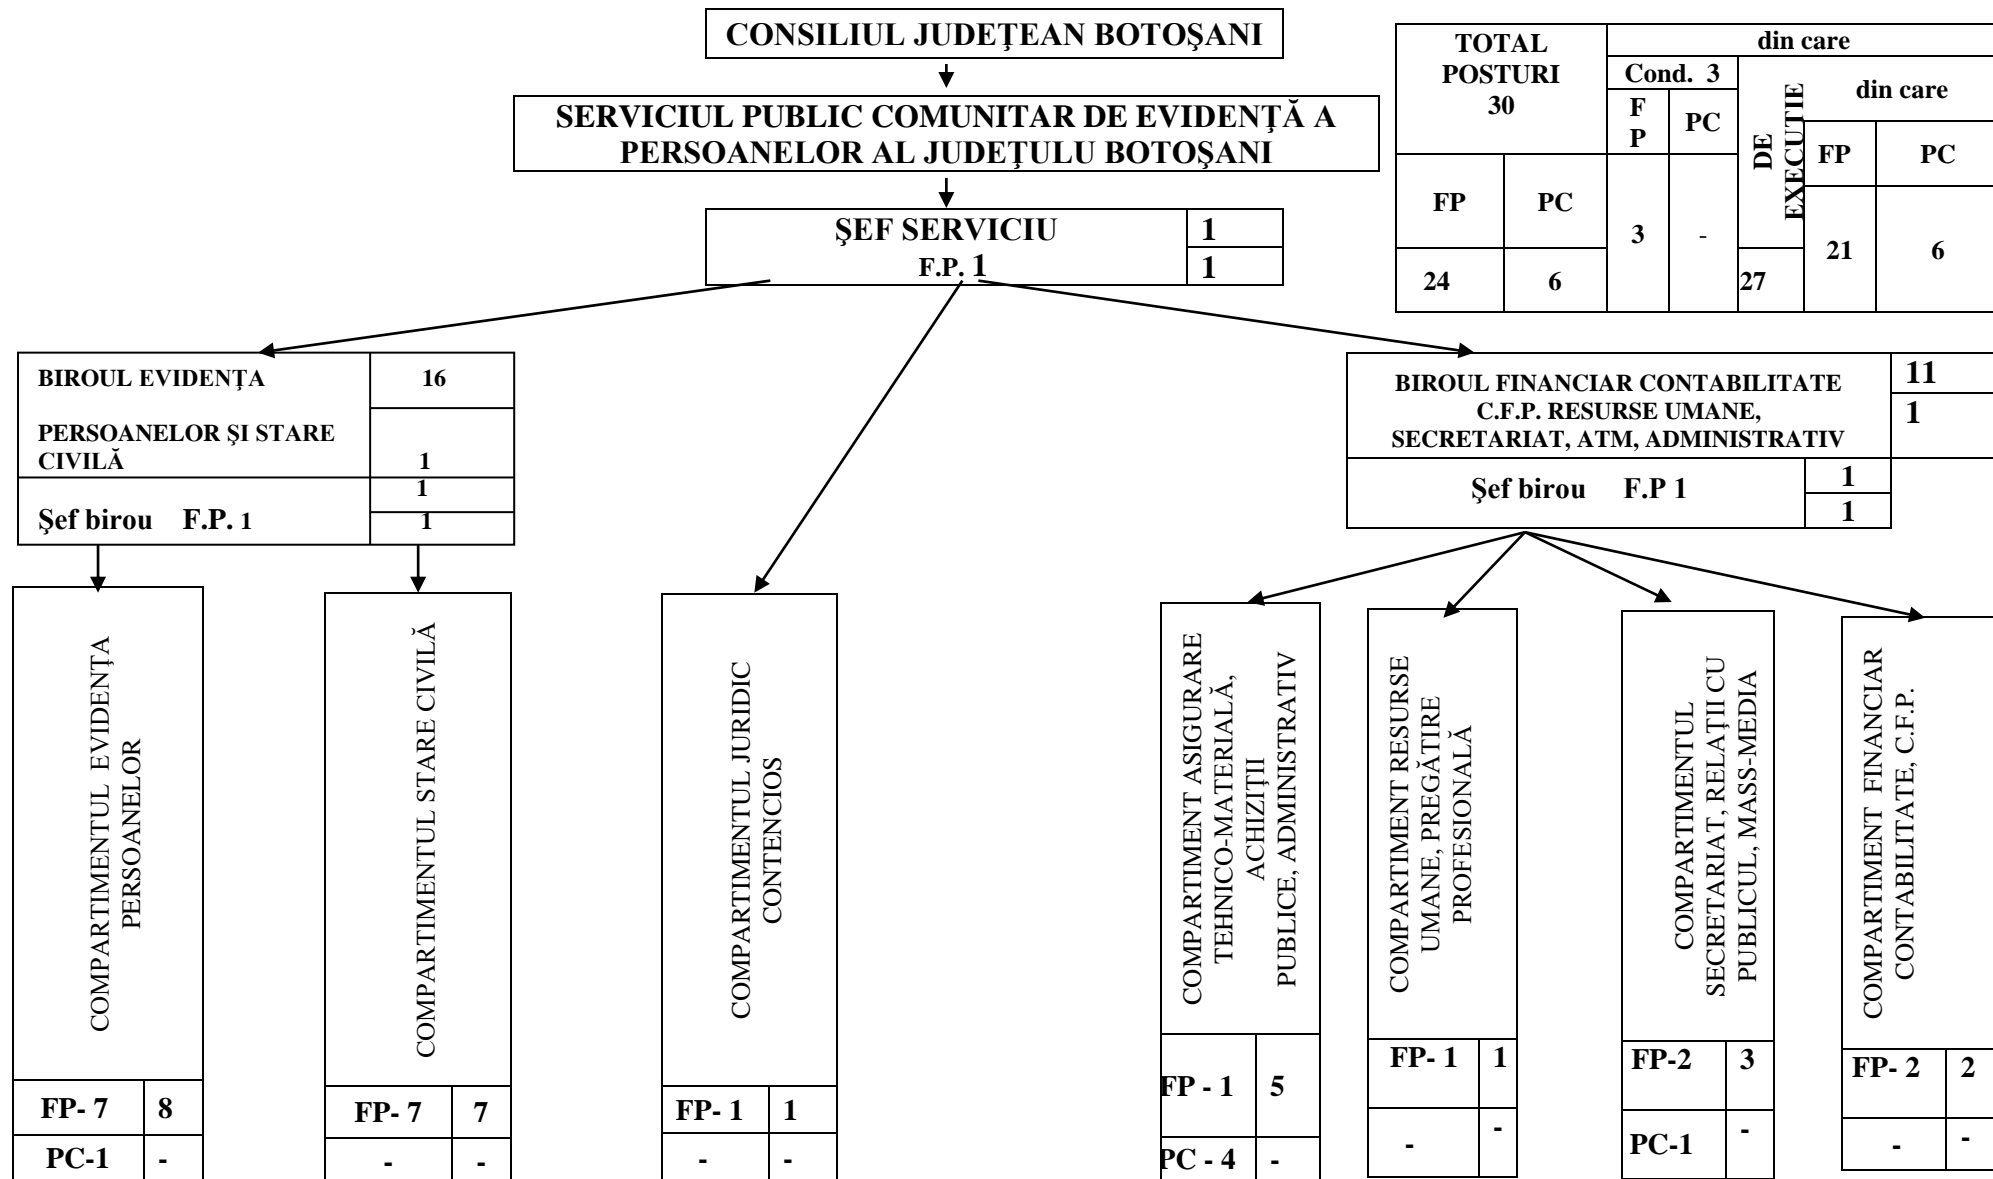 CONSILIUL JUDEŢEAN BOTOŞANI
SERVICIUL PUBLIC COMUNITAR DE EVIDENŢĂ A
PERSOANELOR AL JUDEŢULU BOTOŞANI
ŞEF SERVICIU
F.P. 1
1
1
TOTAL
POSTURI
30
din care
Cond. 3
F
P
PC
DE
EXECUTIE
din care
FP
PC
FP
PC
3
-
21
6
24
6
27
BIROUL EVIDENŢA
PERSOANELOR ŞI STARE
CIVILĂ
16
1
Şef birou F.P. 1
1
1
BIROUL FINANCIAR CONTABILITATE
C.F.P. RESURSE UMANE,
SECRETARIAT, ATM, ADMINISTRATIV
11
1
Şef birou F.P 1
1
1
COMPARTIMENTUL EVIDENŢA
PERSOANELOR
FP- 7
8
PC-1
-
COMPARTIMENTUL STARE CIVILĂ
FP- 7
7
-
-
COMPARTIMENTUL JURIDIC
CONTENCIOS
FP- 1
1
-
-
COMPARTIMENT ASIGURARE
TEHNICO-MATERIALĂ,
ACHIZIŢII
PUBLICE, ADMINISTRATIV
FP - 1
5
PC - 4
-
COMPARTIMENT RESURSE
UMANE, PREGĂTIRE
PROFESIONALĂ
FP- 1
1
-
-
COMPARTIMENTUL
SECRETARIAT, RELAŢII CU
PUBLICUL, MASS-MEDIA
FP-2
3
PC-1
-
COMPARTIMENT FINANCIAR
CONTABILITATE, C.F.P.
FP- 2
2
-
-